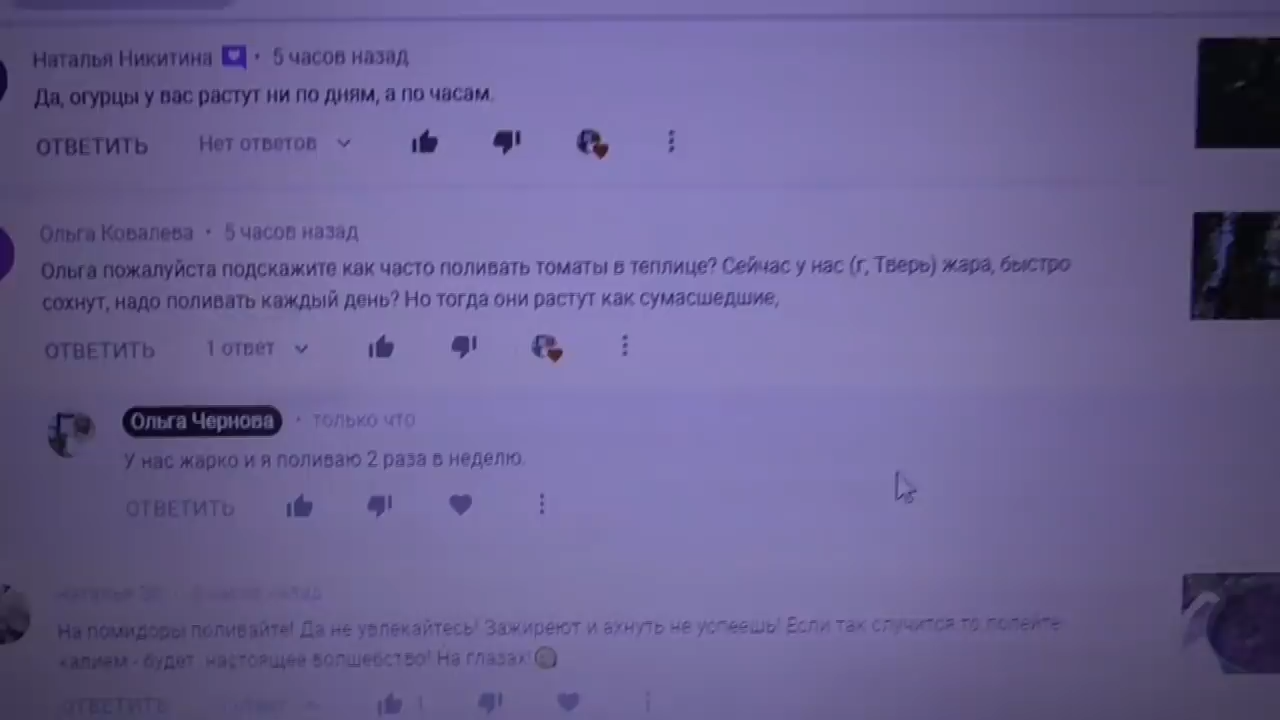 Наталья Никитина · 5 часов назад
Да, огурцы у вас растут ни по дням, а по часам.
ОТВЕТИТЬ Нет ответов
Ольга Ковалева · 5 часов назад
Ольга пожалуйста подскажите как часто поливать томаты в теплице? Сейчас у нас (г, Тверь) жара, быстро
сохнут, надо поливать каждый день? Но тогда они растут как сумасшедшие,
ОТВЕТИТЬ 1 ответ
Ольга Чернова · только что
У нас жарко и я поливаю 2 раза в неделю.
ОТВЕТИТЬ
На помидоры поливайте! Да не увлекайтесь! Зажиреют и ахнуть не успеешь! Если так случится то полейте
калием - будет настоящее волшебство! На глазах!
ОТВЕТИТЬ 1